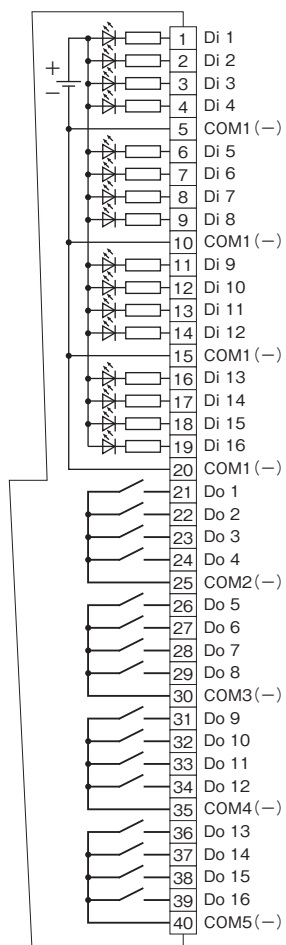 1 Di 1
+ 2 Di 2
− 3 Di 3
4 Di 4
5 COM1(−)
6 Di 5
7 Di 6
8 Di 7
9 Di 8
10 COM1(−)
11 Di 9
12 Di 10
13 Di 11
14 Di 12
15 COM1(−)
16 Di 13
17 Di 14
18 Di 15
19 Di 16
20 COM1(−)
21 Do 1
22 Do 2
23 Do 3
24 Do 4
25 COM2(−)
26 Do 5
27 Do 6
28 Do 7
29 Do 8
30 COM3(−)
31 Do 9
32 Do 10
33 Do 11
34 Do 12
35 COM4(−)
36 Do 13
37 Do 14
38 Do 15
39 Do 16
40 COM5(−)